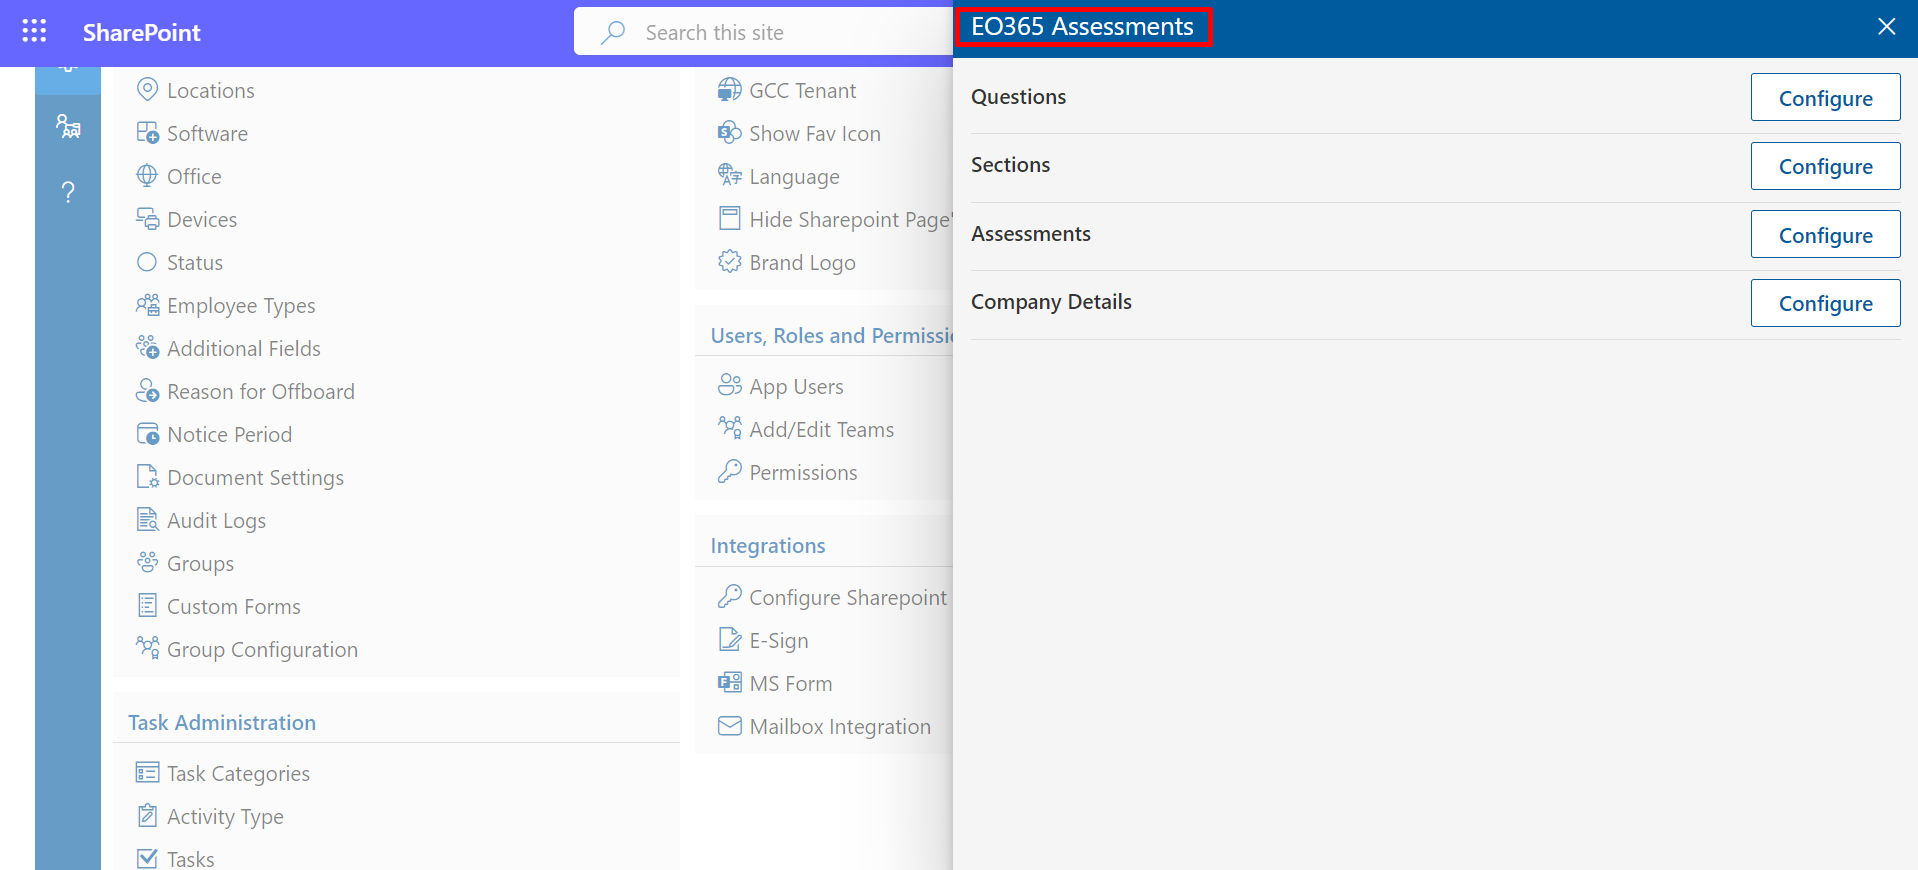 SharePoint
Search this site
Locations
Software
Office
Devices
Status
Employee Types
Additional Fields
Reason for Offboard
Notice Period
Document Settings
Audit Logs
Groups
Custom Forms
Group Configuration
Task Administration
Task Categories
Activity Type
Tasks
GCC Tenant
Show Fav Icon
Language
Hide Sharepoint Page'
Brand Logo
Users, Roles and Permissi
App Users
Add/Edit Teams
Permissions
Integrations
Configure Sharepoint
E-Sign
MS Form
Mailbox Integration
EO365 Assessments
Questions
Configure
Sections
Configure
Assessments
Configure
Company Details
Configure